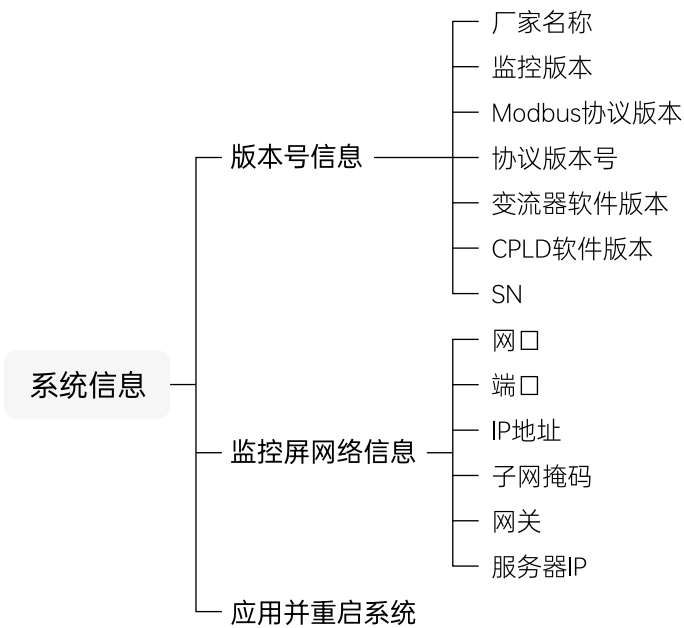 系统信息
版本号信息
厂家名称
监控版本
Modbus协议版本
协议版本号
变流器软件版本
CPLD软件版本
SN
监控屏网络信息
网口
端口
IP地址
子网掩码
网关
服务器IP
应用并重启系统